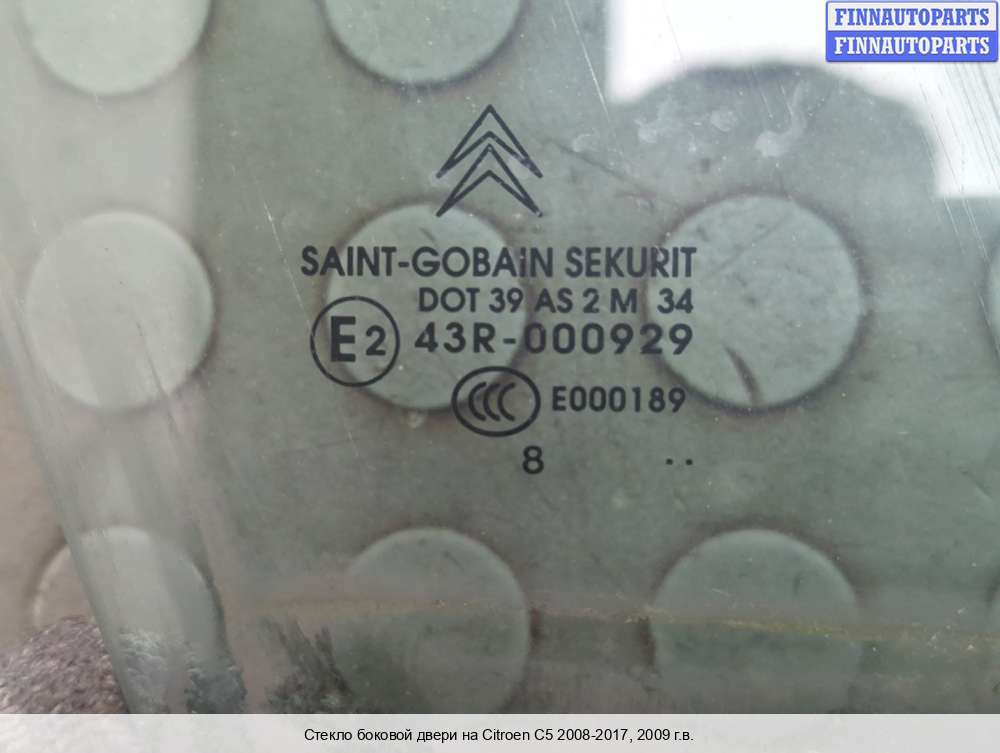 FINNAUTOPARTS
FINNAUTOPARTS
SAINT-GOBAiN SEKURIT
DOT 39 AS 2 M 34
E2 43R-000929
CCC E000189
8 ..
Стекло боковой двери на Citroen C5 2008-2017, 2009 г.в.